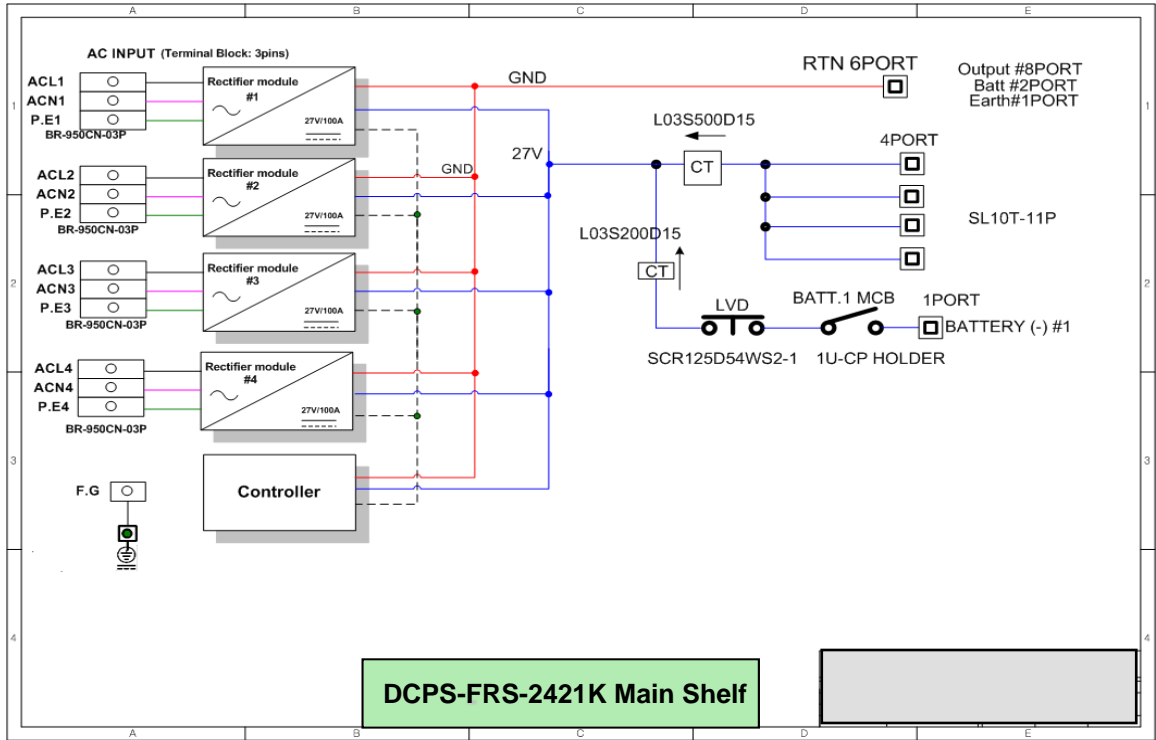 A B C D E
AC INPUT (Terminal Block: 3pins)
ACL1
ACN1
P.E1
BR-950CN-03P
Rectifier module
#1
27V/100A
GND
RTN 6PORT
Output #8PORT
Batt #2PORT
Earth#1PORT
1
1
L03S500D15
CT
27V
4PORT
SL10T-11P
ACL2
ACN2
P.E2
BR-950CN-03P
Rectifier module
#2
27V/100A
GND
L03S200D15
CT
ACL3
ACN3
P.E3
BR-950CN-03P
Rectifier module
#3
27V/100A
2
2
LVD
BATT.1 MCB
1PORT
BATTERY (-) #1
SCR125D54WS2-1
1U-CP HOLDER
ACL4
ACN4
P.E4
BR-950CN-03P
Rectifier module
#4
27V/100A
3
3
Controller
F.G
4
4
DCPS-FRS-2421K Main Shelf
A B C D E